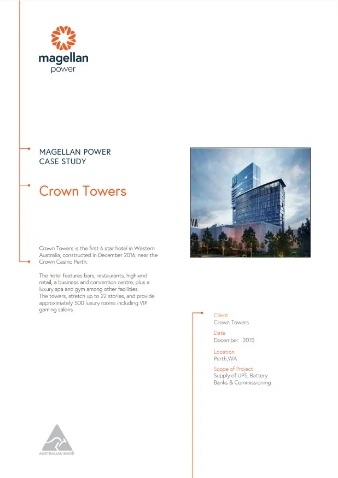 magellan
power
MAGELLAN POWER
CASE STUDY
Crown Towers
Crown Towers is the first 6 star hotel in Western
Australia, constructed in December 2016, near the
Crown Casino Perth.
The hotel features bars, restaurants, high-end
retail, a business and convention centre, plus a
luxury spa and gym among other facilities.
The towers, stretch up to 22 stories, and provide
approximately 500 luxury rooms including VIP
gaming salons.
Client
Crown Towers
Date
December
Location
Perth, WA
Scope of Project
Supply of UPS, Battery
Banks & Commissioning
AUSTRALIAN MADE